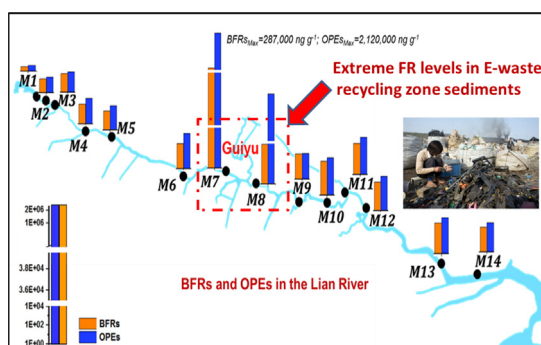 BFRsMax=287,000 ng g-1; OPEsMax=2,120,000 ng g-1
Extreme FR levels in E-waste
recycling zone sediments
M1
M2
M3
M4
M5
M6
Guiyu
M7
M8
M9
M10
M11
M12
M13
M14
BFRs and OPEs in the Lian River
2E+06
1E+06
3.8E+04
3.6E+04
1E+04
1E+02
1E+00
BFRs
OPEs